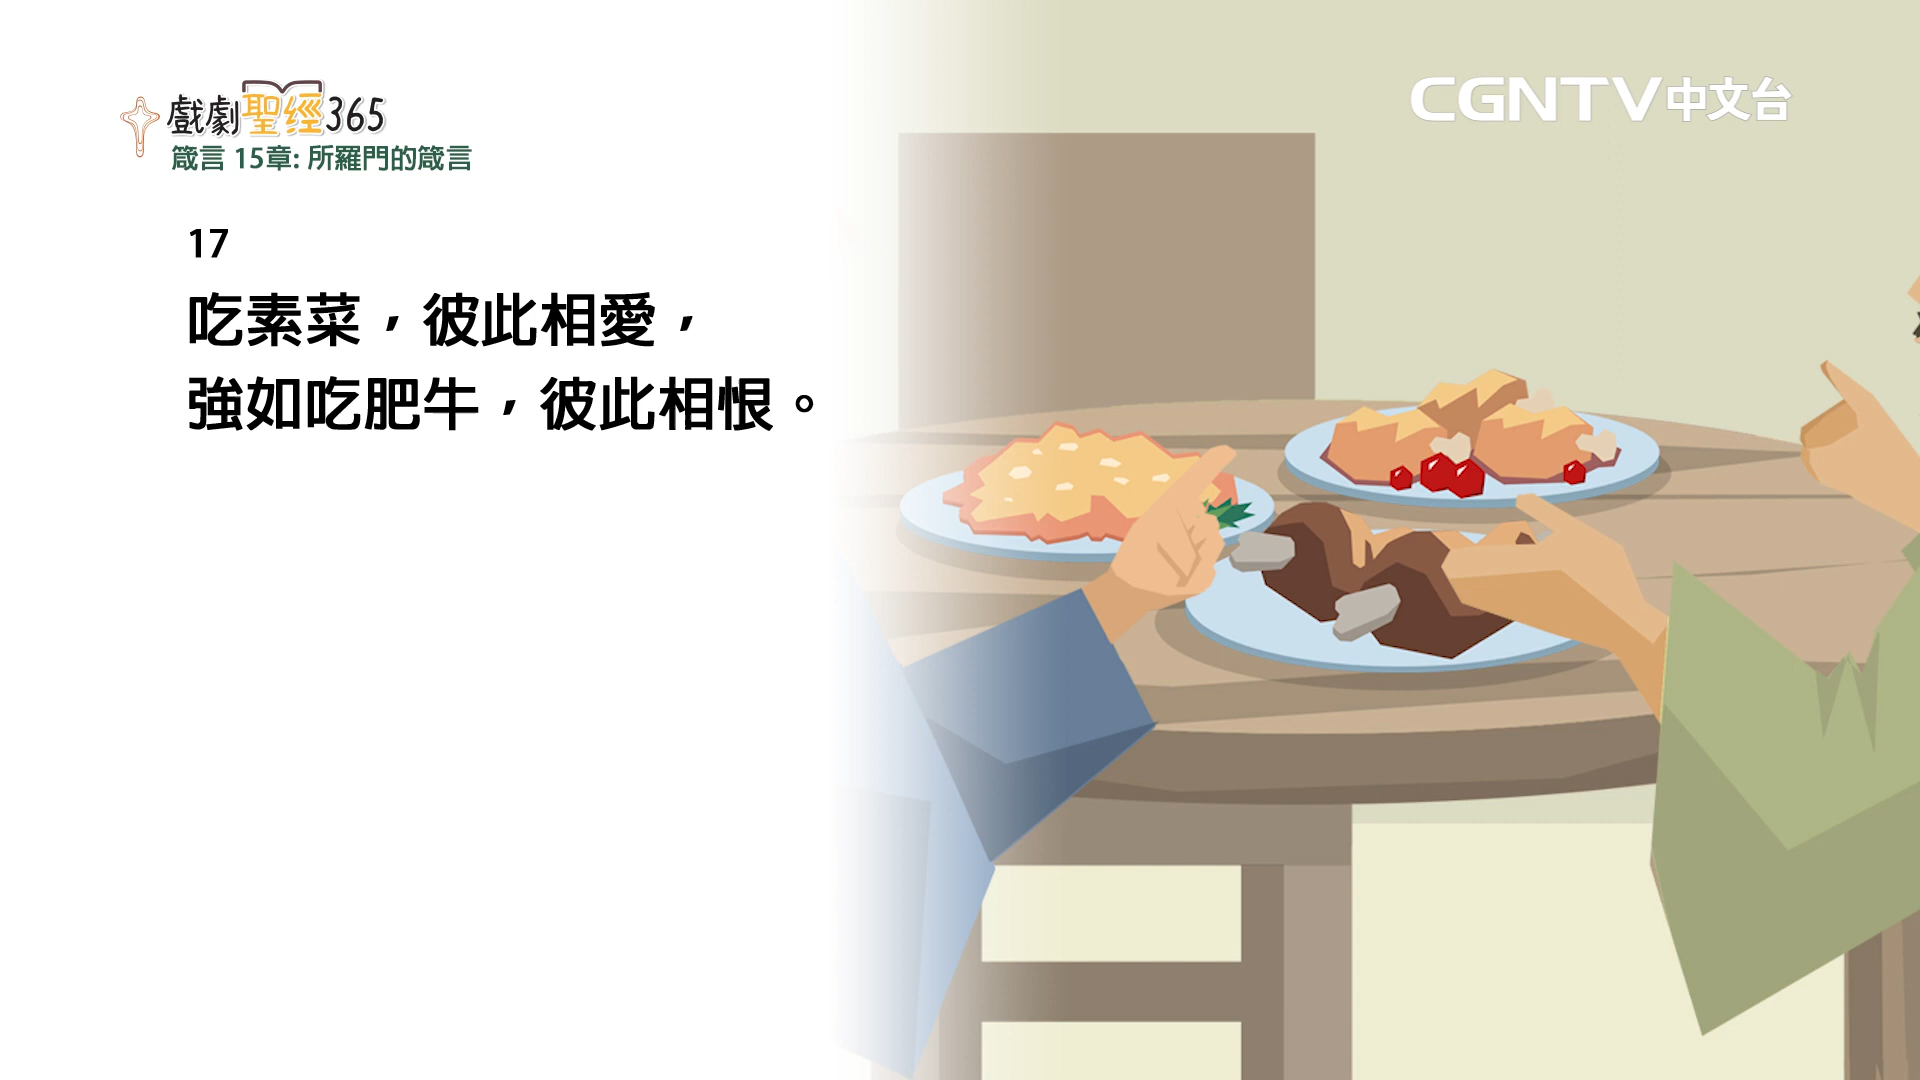 戲劇聖經365
CGNTV中文台
箴言 15章: 所羅門的箴言
17
吃素菜，彼此相愛，
強如吃肥牛，彼此相恨。